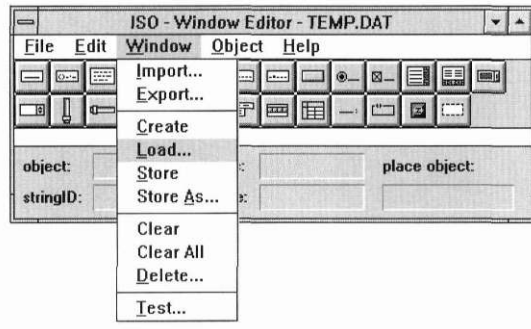 ISO - Window Editor - TEMP.DAT
File Edit Window Object Help
Import...
Export...
Create
Load...
object: place object:
Store
stringID:
Store As...
Clear
Clear All
Delete...
Test...